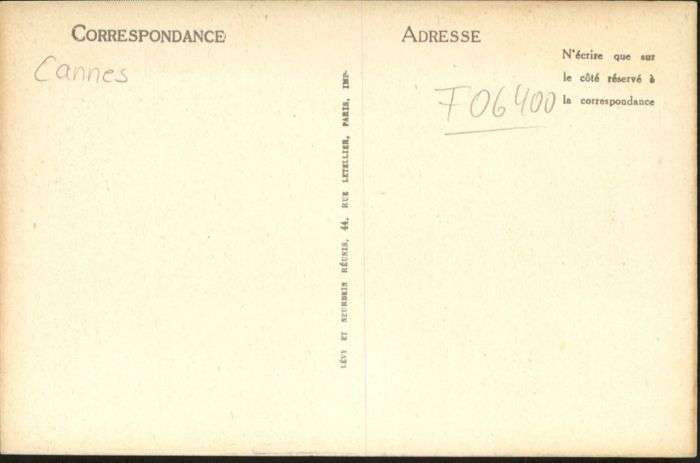 CORRESPONDANCE
Cannes
LÉVY ET NEURDEIN RÉUNIS, 44, RUE LETELLIER, PARIS, IMP.
ADRESSE
N'écrire que sur
le côté réservé à
la correspondance
F 06400